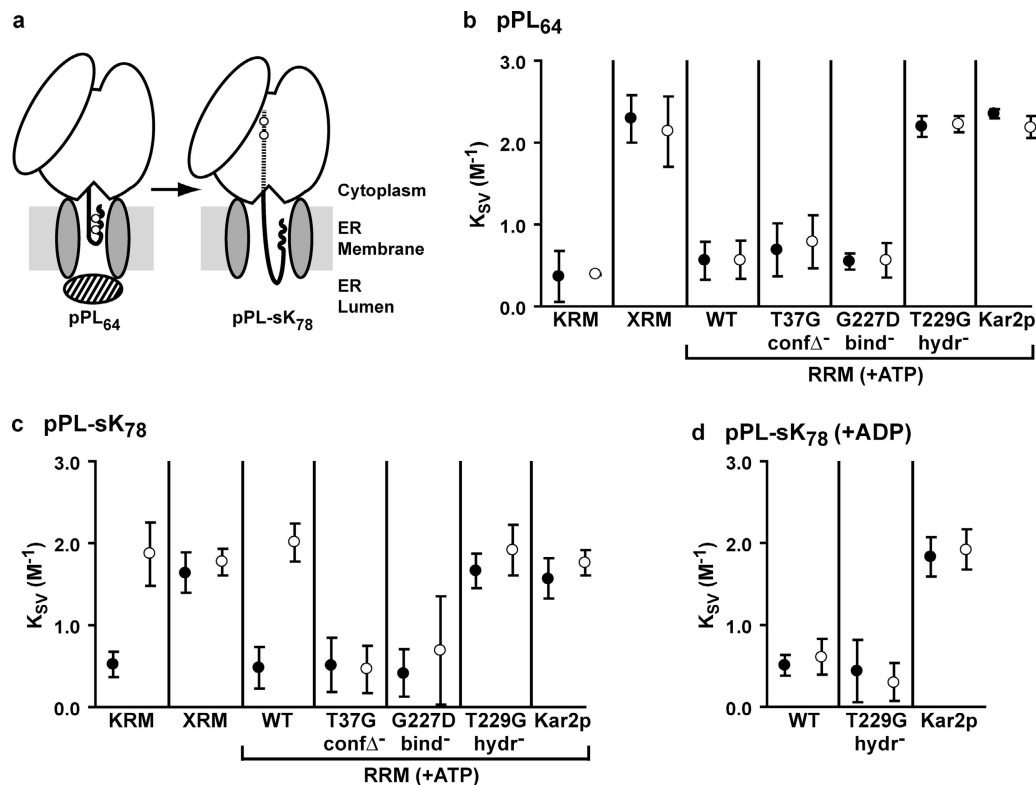 a
Cytoplasm
ER
Membrane
ER
Lumen
pPL64
pPL-sK78
b pPL64
3.0
2.0
1.0
0.0
KSV (M-1)
KRM XRM WT T37G G227D T229G Kar2p
confΔ- bind- hydr-
RRM (+ATP)
c pPL-sK78
3.0
2.0
1.0
0.0
KSV (M-1)
KRM XRM WT T37G G227D T229G Kar2p
confΔ- bind- hydr-
RRM (+ATP)
d pPL-sK78 (+ADP)
3.0
2.0
1.0
0.0
KSV (M-1)
WT T229G Kar2p
hydr-